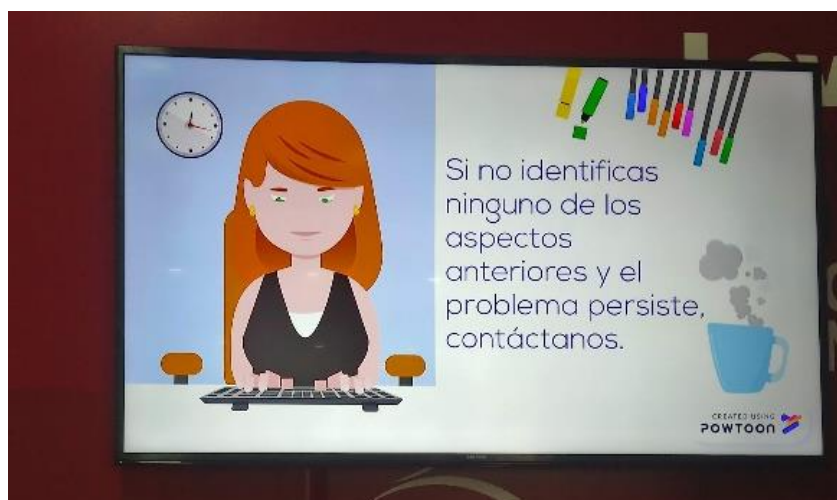 Si no identificas
ninguno de los
aspectos
anteriores y el
problema persiste,
contáctanos.
CREATED USING
POWTOON